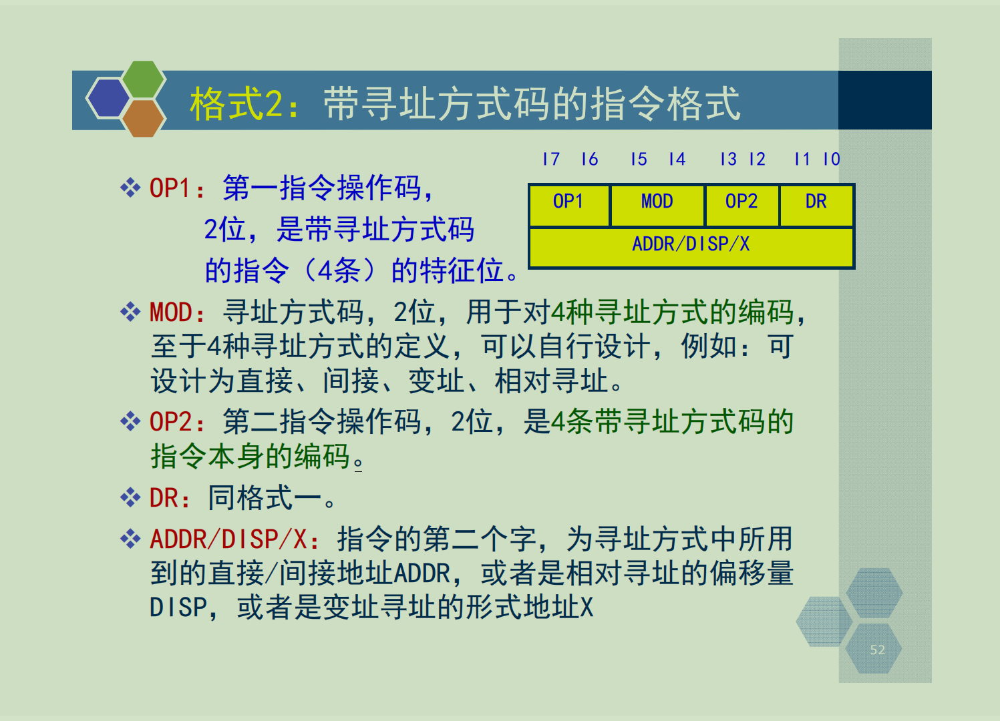 格式2：带寻址方式码的指令格式
I7 I6 I5 I4 I3 I2 I1 I0
OP1 MOD OP2 DR
ADDR/DISP/X
OP1：第一指令操作码，
2位，是带寻址方式码
的指令（4条）的特征位。
MOD：寻址方式码，2位，用于对4种寻址方式的编码，
至于4种寻址方式的定义，可以自行设计，例如：可
设计为直接、间接、变址、相对寻址。
OP2：第二指令操作码，2位，是4条带寻址方式码的
指令本身的编码。
DR：同格式一。
ADDR/DISP/X：指令的第二个字，为寻址方式中所用
到的直接/间接地址ADDR，或者是相对寻址的偏移量
DISP，或者是变址寻址的形式地址X
52